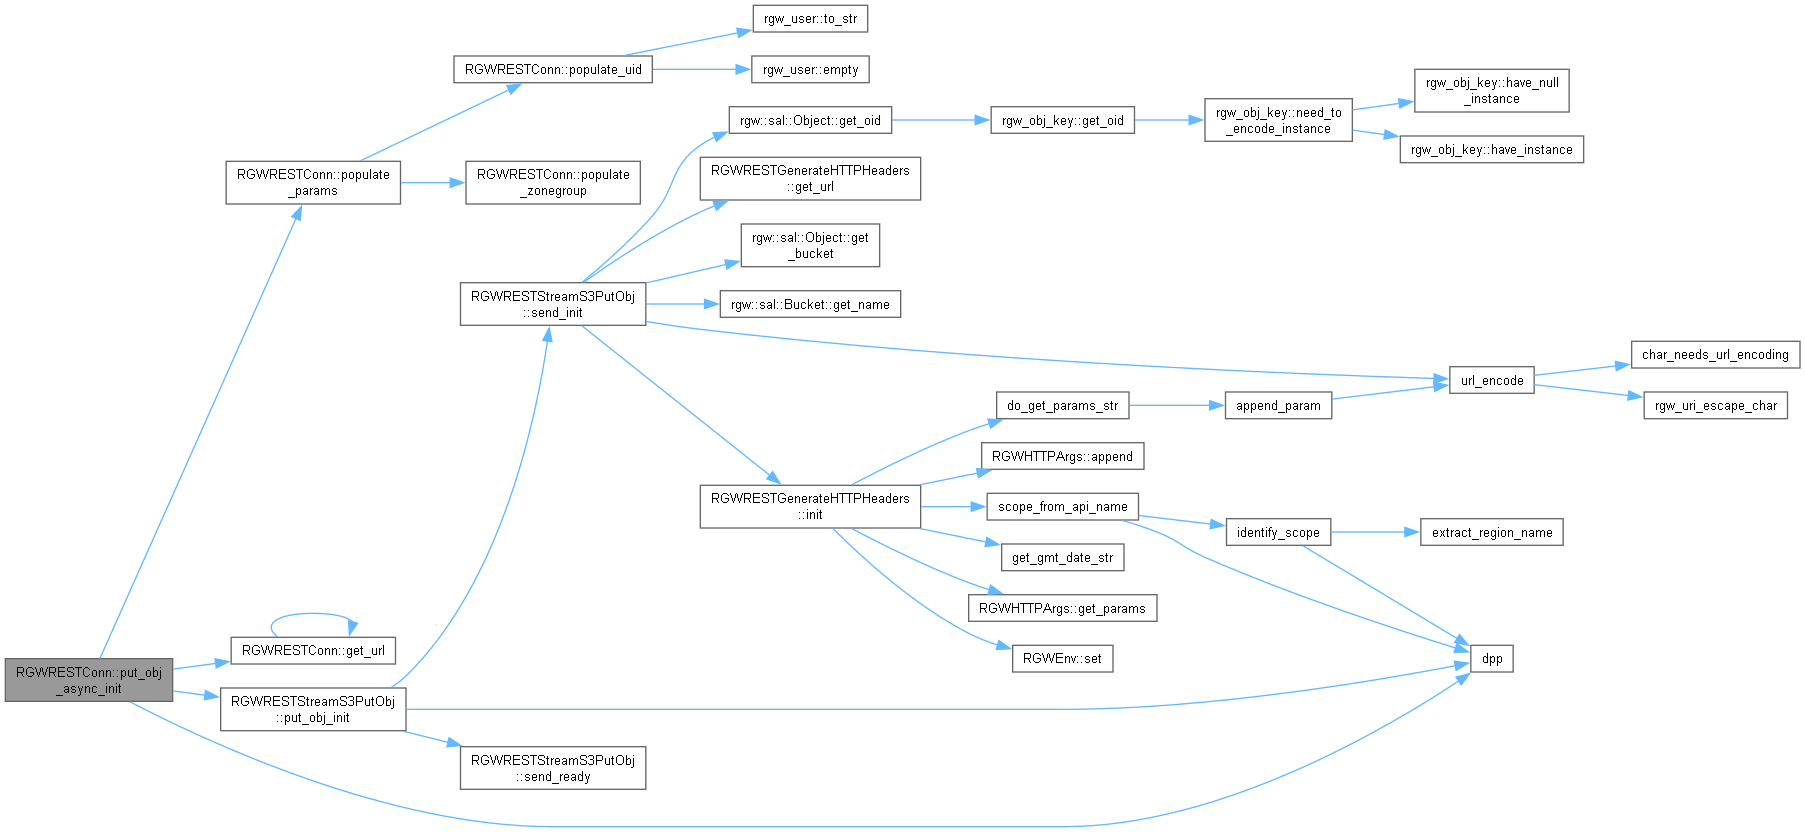 rgw_user::to_str
RGWRESTConn::populate_uid
rgw_user::empty
rgw_obj_key::have_null
_instance
rgw::sal::Object::get_oid
rgw_obj_key::get_oid
rgw_obj_key::need_to
_encode_instance
rgw_obj_key::have_instance
RGWRESTConn::populate
_params
RGWRESTConn::populate
_zonegroup
RGWRESTGenerateHTTPHeaders
::get_url
rgw::sal::Object::get
_bucket
RGWRESTStreamS3PutObj
::send_init
rgw::sal::Bucket::get_name
char_needs_url_encoding
url_encode
rgw_uri_escape_char
do_get_params_str
append_param
RGWHTTPArgs::append
RGWRESTGenerateHTTPHeaders
::init
scope_from_api_name
identify_scope
extract_region_name
get_gmt_date_str
RGWHTTPArgs::get_params
RGWEnv::set
dpp
RGWRESTConn::get_url
RGWRESTConn::put_obj
_async_init
RGWRESTStreamS3PutObj
::put_obj_init
RGWRESTStreamS3PutObj
::send_ready